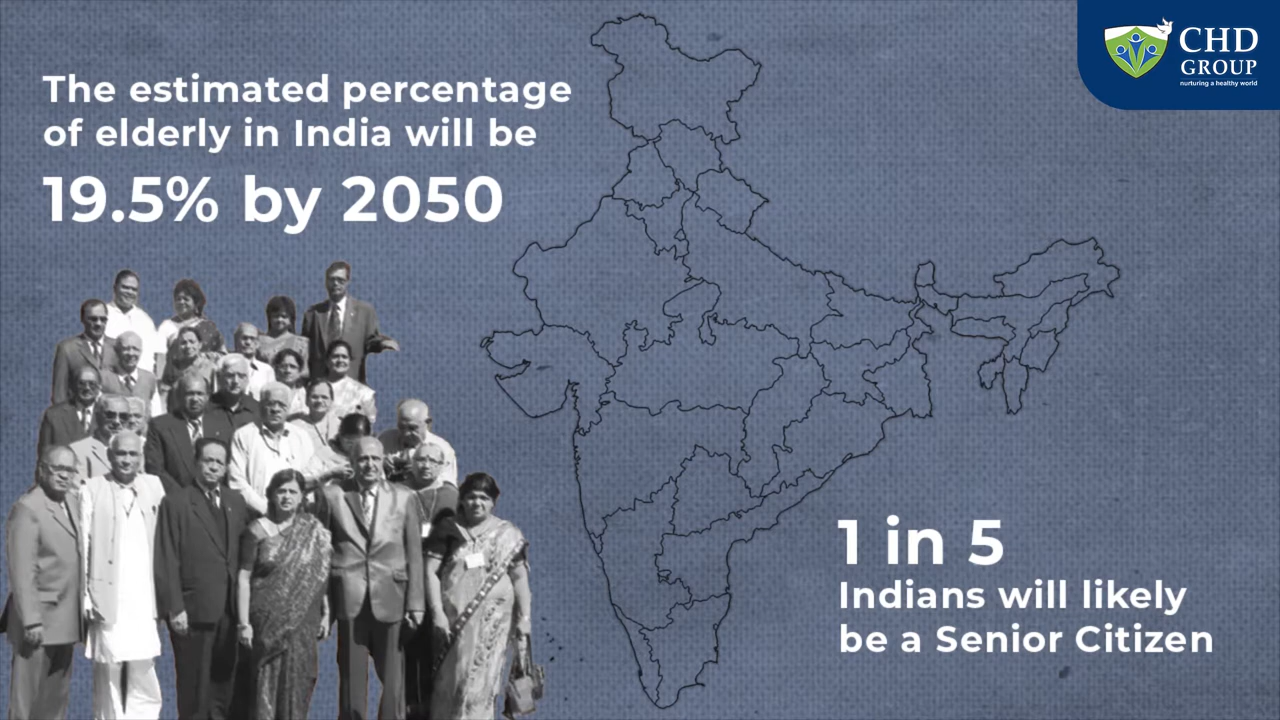 The estimated percentage
of elderly in India will be
19.5% by 2050
CHD
GROUP
nurturing a healthy world
1 in 5
Indians will likely
be a Senior Citizen